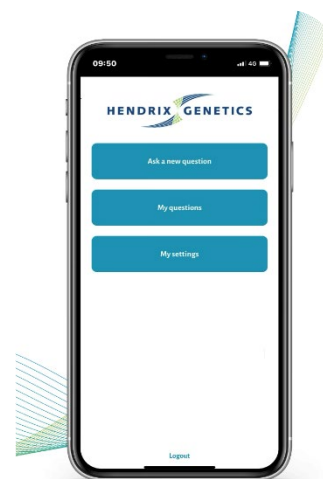 09:50
4G
HENDRIX GENETICS
Ask a new question
My questions
My settings
Logout